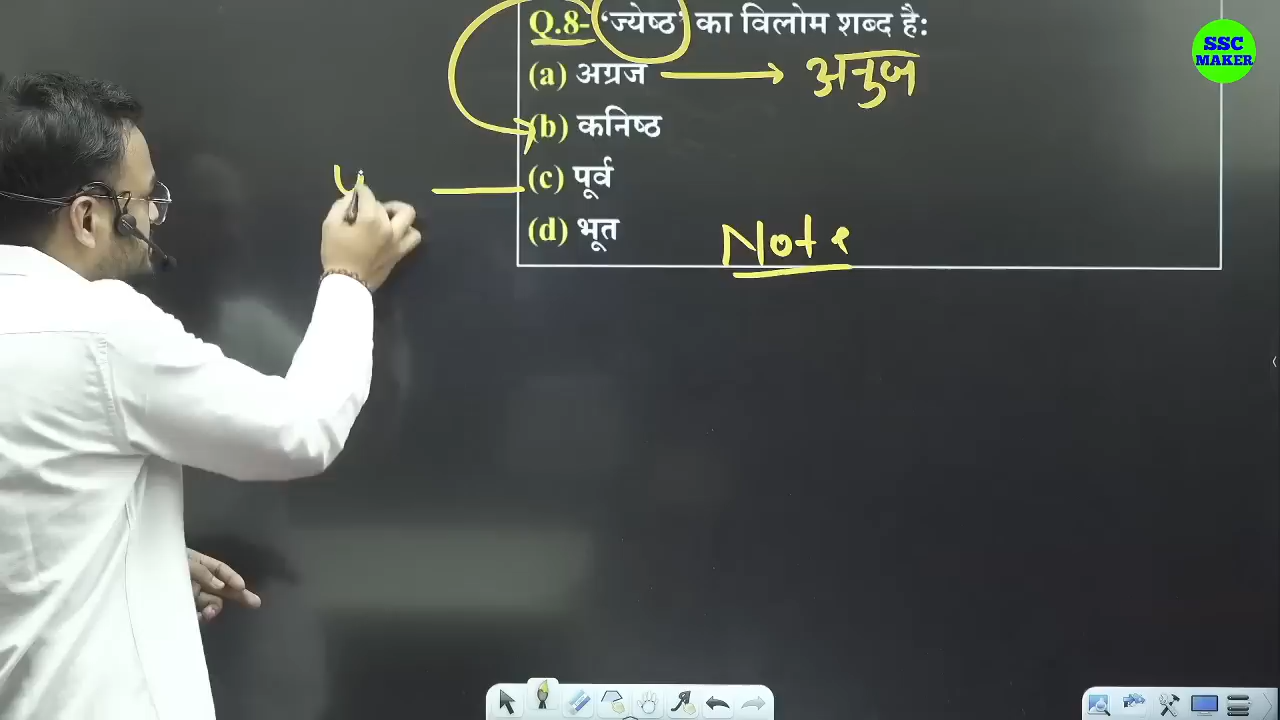 Q.8- 'ज्येष्ठ' का विलोम शब्द है:
(a) अग्रज → अनुज
(b) कनिष्ठ
(c) पूर्व
(d) भूत
Note
SSC
MAKER